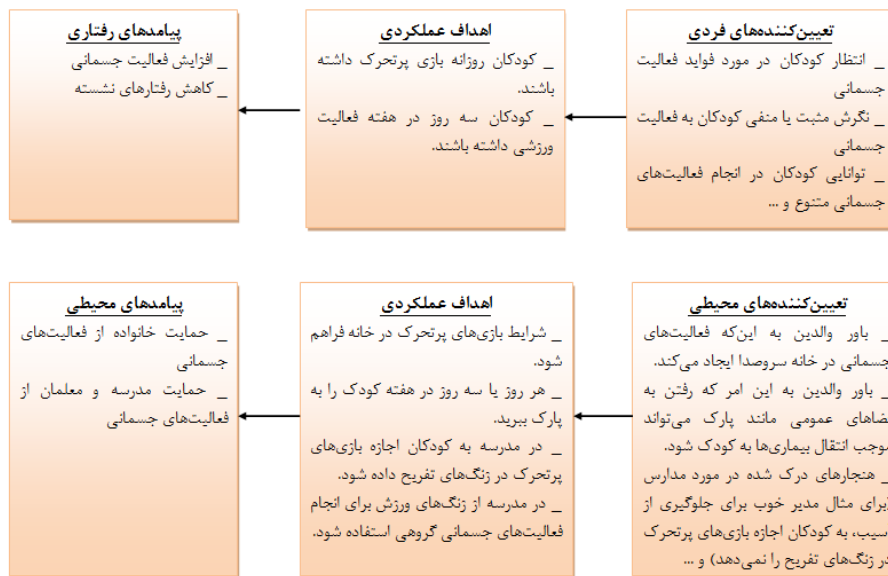 تعیین‌کننده‌های فردی
_ انتظار کودکان در مورد فواید فعالیت
جسمانی
_ نگرش مثبت یا منفی کودکان به فعالیت
جسمانی
_ توانایی کودکان در انجام فعالیت‌های
جسمانی متنوع و ...
اهداف عملکردی
_ کودکان روزانه بازی پرتحرک داشته
باشند.
_ کودکان سه روز در هفته فعالیت
ورزشی داشته باشند.
پیامدهای رفتاری
_ افزایش فعالیت جسمانی
_ کاهش رفتارهای نشسته
تعیین‌کننده‌های محیطی
_ باور والدین به این‌که فعالیت‌های
جسمانی در خانه سروصدا ایجاد می‌کند.
_ باور والدین به این امر که رفتن به
فضاهای عمومی مانند پارک می‌تواند
موجب انتقال بیماری‌ها به کودک شود.
_ هنجارهای درک شده در مورد مدارس
(برای مثال مدیر خوب برای جلوگیری از
آسیب، به کودکان اجازه بازی‌های پرتحرک
در زنگ‌های تفریح را نمی‌دهد) و ...
اهداف عملکردی
_ شرایط بازی‌های پرتحرک در خانه فراهم
شود.
_ هر روز یا سه روز در هفته کودک را به
پارک ببرید.
_ در مدرسه به کودکان اجازه بازی‌های
پرتحرک در زنگ‌های تفریح داده شود.
_ در مدرسه از زنگ‌های ورزش برای انجام
فعالیت‌های جسمانی گروهی استفاده شود.
پیامدهای محیطی
_ حمایت خانواده از فعالیت‌های
جسمانی
_ حمایت مدرسه و معلمان از
فعالیت‌های جسمانی